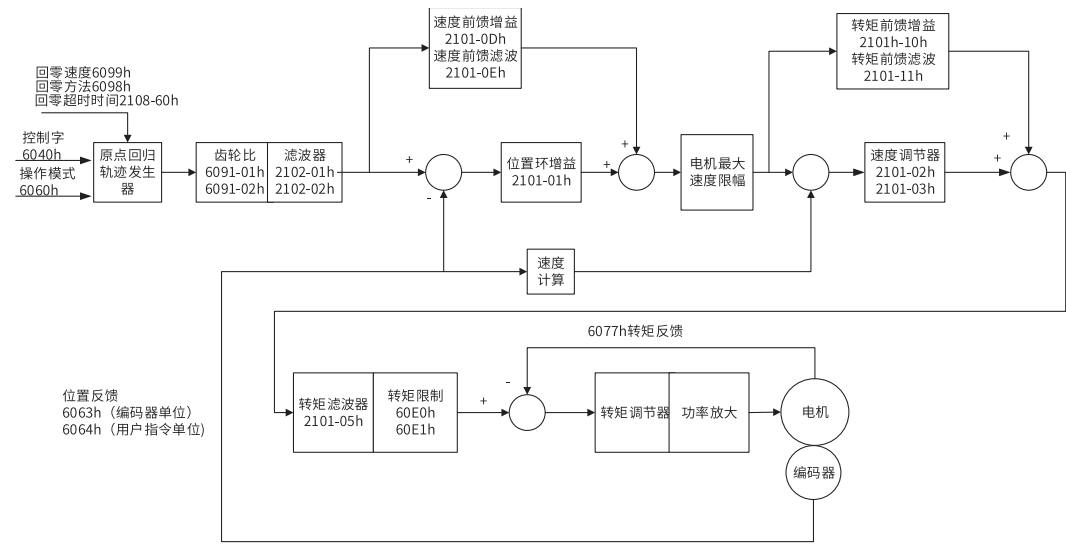 速度前馈增益
2101-0Dh
速度前馈滤波
2101-0Eh
转矩前馈增益
2101h-10h
转矩前馈滤波
2101-11h
回零速度6099h
回零方法6098h
回零超时时间2108-60h
控制字
6040h
操作模式
6060h
原点回归
轨迹发生
器
齿轮比
6091-01h
6091-02h
滤波器
2102-01h
2102-02h
+
-
位置环增益
2101-01h
+
+
电机最大
速度限幅
速度调节器
2101-02h
2101-03h
+
+
速度
计算
6077h转矩反馈
位置反馈
6063h（编码器单位）
6064h（用户指令单位)
转矩滤波器
2101-05h
转矩限制
60E0h
60E1h
+
-
转矩调节器
功率放大
电机
编码器